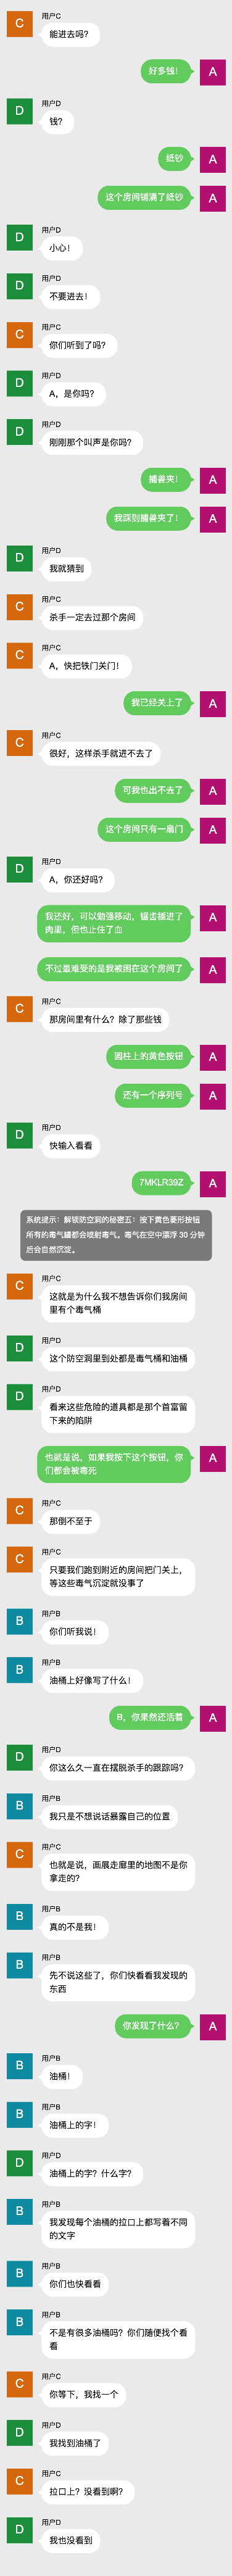 用户C
C
能进去吗?
好多钱!
A
用户D
D
钱?
纸钞
A
这个房间铺满了纸钞
A
用户D
D
小心!
用户D
D
不要进去!
用户C
C
你们听到了吗?
用户D
D
A，是你吗?
用户D
D
刚刚那个叫声是你吗?
捕兽夹!
A
我踩到捕兽夹了!
A
用户D
D
我就猜到
用户C
C
杀手一定去过那个房间
用户C
C
A，快把铁门关门!
我已经关上了
A
用户C
C
很好，这样杀手就进不去了
可我也出不去了
A
这个房间只有一扇门
A
用户D
D
A，你还好吗?
我还好，可以勉强移动，锯齿捅进了
肉里，但也止住了血
A
不过最难受的是我被困在这个房间了
A
用户C
C
那房间里有什么? 除了那些钱
圆柱上的黄色按钮
A
还有一个序列号
A
用户D
D
快输入看看
7MKLR39Z
A
系统提示：解锁防空洞的秘密五：按下黄色菱形按钮
所有的毒气罐都会喷射毒气。毒气在空中漂浮 30 分钟
后会自然沉淀。
用户C
C
这就是为什么我不想告诉你们我房
间里有个毒气桶
用户D
D
这个防空洞里到处都是毒气桶和油桶
用户D
D
看来这些危险的道具都是那个首富留
下来的陷阱
也就是说，如果我按下这个按钮，你
们都会被毒死
A
用户C
C
那倒不至于
用户C
C
只要我们跑到附近的房间把门关上，
等这些毒气沉淀就没事了
用户B
B
你们听我说!
用户B
B
油桶上好像写了什么!
B，你果然还活着
A
用户D
D
你这么久一直在摆脱杀手的跟踪吗?
用户B
B
我只是不想说话暴露自己的位置
用户C
C
也就是说，画展走廊里的地图不是你
拿走的?
用户B
B
真的不是我!
用户B
B
先不说这些了，你们快看看我发现的
东西
你发现了什么?
A
用户B
B
油桶!
用户B
B
油桶上的字!
用户D
D
油桶上的字? 什么字?
用户B
B
我发现每个油桶的拉口上都写着不同
的文字
用户B
B
你们也快看看
用户B
B
不是有很多油桶吗? 你们随便找个看
看
用户C
C
你等下，我找一个
用户D
D
我找到油桶了
用户C
C
拉口上? 没看到啊?
用户D
D
我也没看到